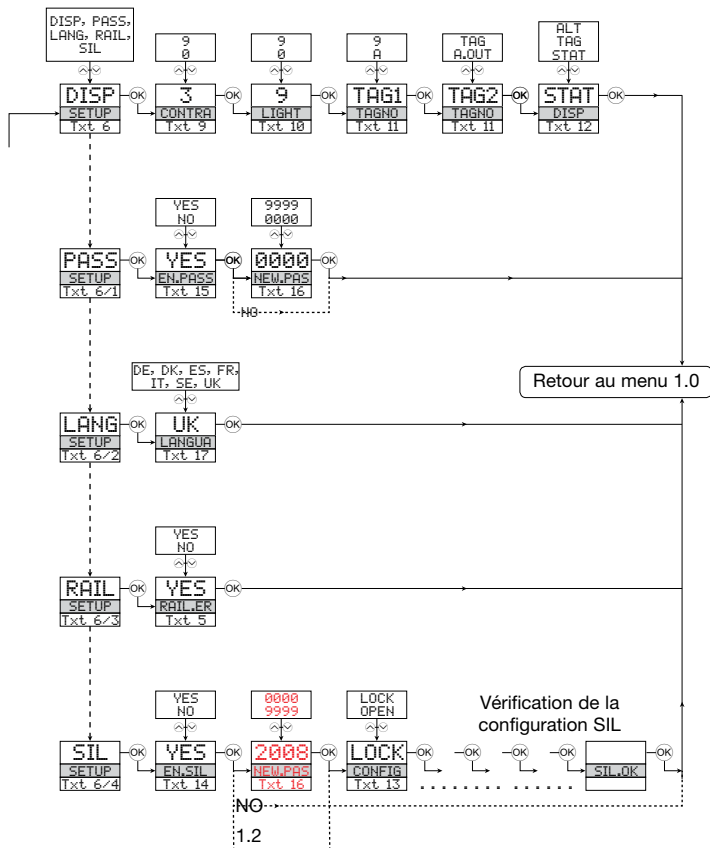 DISP, PASS,
LANG, RAIL,
SIL
9
0
9
0
9
A
TAG
A.OUT
ALT
TAG
STAT
DISP
SETUP
Txt 6
OK
3
CONTRA
Txt 9
OK
9
LIGHT
Txt 10
OK
TAG1
TAGNO
Txt 11
OK
TAG2
TAGNO
Txt 11
OK
STAT
DISP
Txt 12
OK
YES
NO
9999
0000
PASS
SETUP
Txt 6/1
OK
YES
EN.PASS
Txt 15
OK
0000
NEW.PAS
Txt 16
OK
NO
Retour au menu 1.0
DE, DK, ES, FR,
IT, SE, UK
LANG
SETUP
Txt 6/2
OK
UK
LANGUA
Txt 17
OK
YES
NO
RAIL
SETUP
Txt 6/3
OK
YES
RAIL.ER
Txt 5
OK
YES
NO
0000
9999
LOCK
OPEN
Vérification de la
configuration SIL
SIL
SETUP
Txt 6/4
OK
YES
EN.SIL
Txt 14
OK
2008
NEW.PAS
Txt 16
OK
LOCK
CONFIG
Txt 13
OK
OK
OK
OK
SIL.OK
OK
NO
1.2